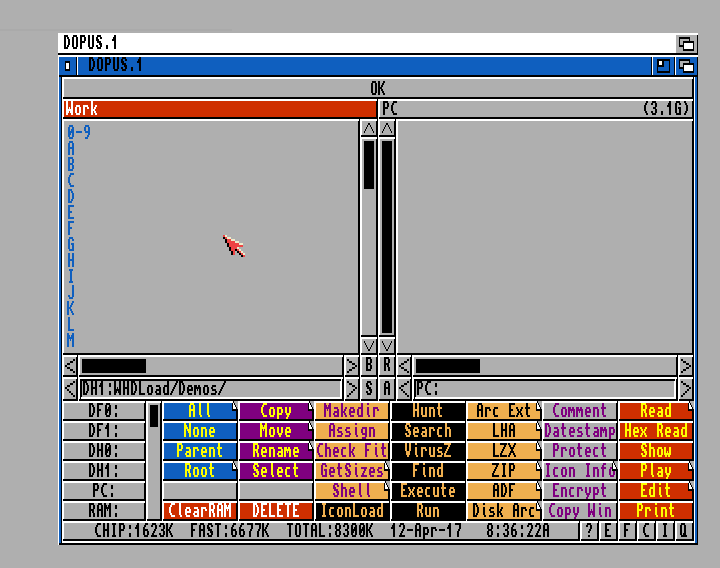 DOPUS.1
DOPUS.1
OK
Work PC (3.1G)
0-9
A
B
C
D
E
F
G
H
I
J
K
L
M
B R
DH1:WHDLoad/Demos/ S A PC:
DF0: All Copy Makedir Hunt Arc Ext Comment Read
DF1: None Move Assign Search LHA Datestamp Hex Read
DH0: Parent Rename Check Fit VirusZ LZX Protect Show
DH1: Root Select GetSizes Find ZIP Icon Info Play
PC: Shell Execute ADF Encrypt Edit
RAM: ClearRAM DELETE IconLoad Run Disk Arc Copy Win Print
CHIP:1623K FAST:6677K TOTAL:8300K 12-Apr-17 8:36:22A ? E F C I Q